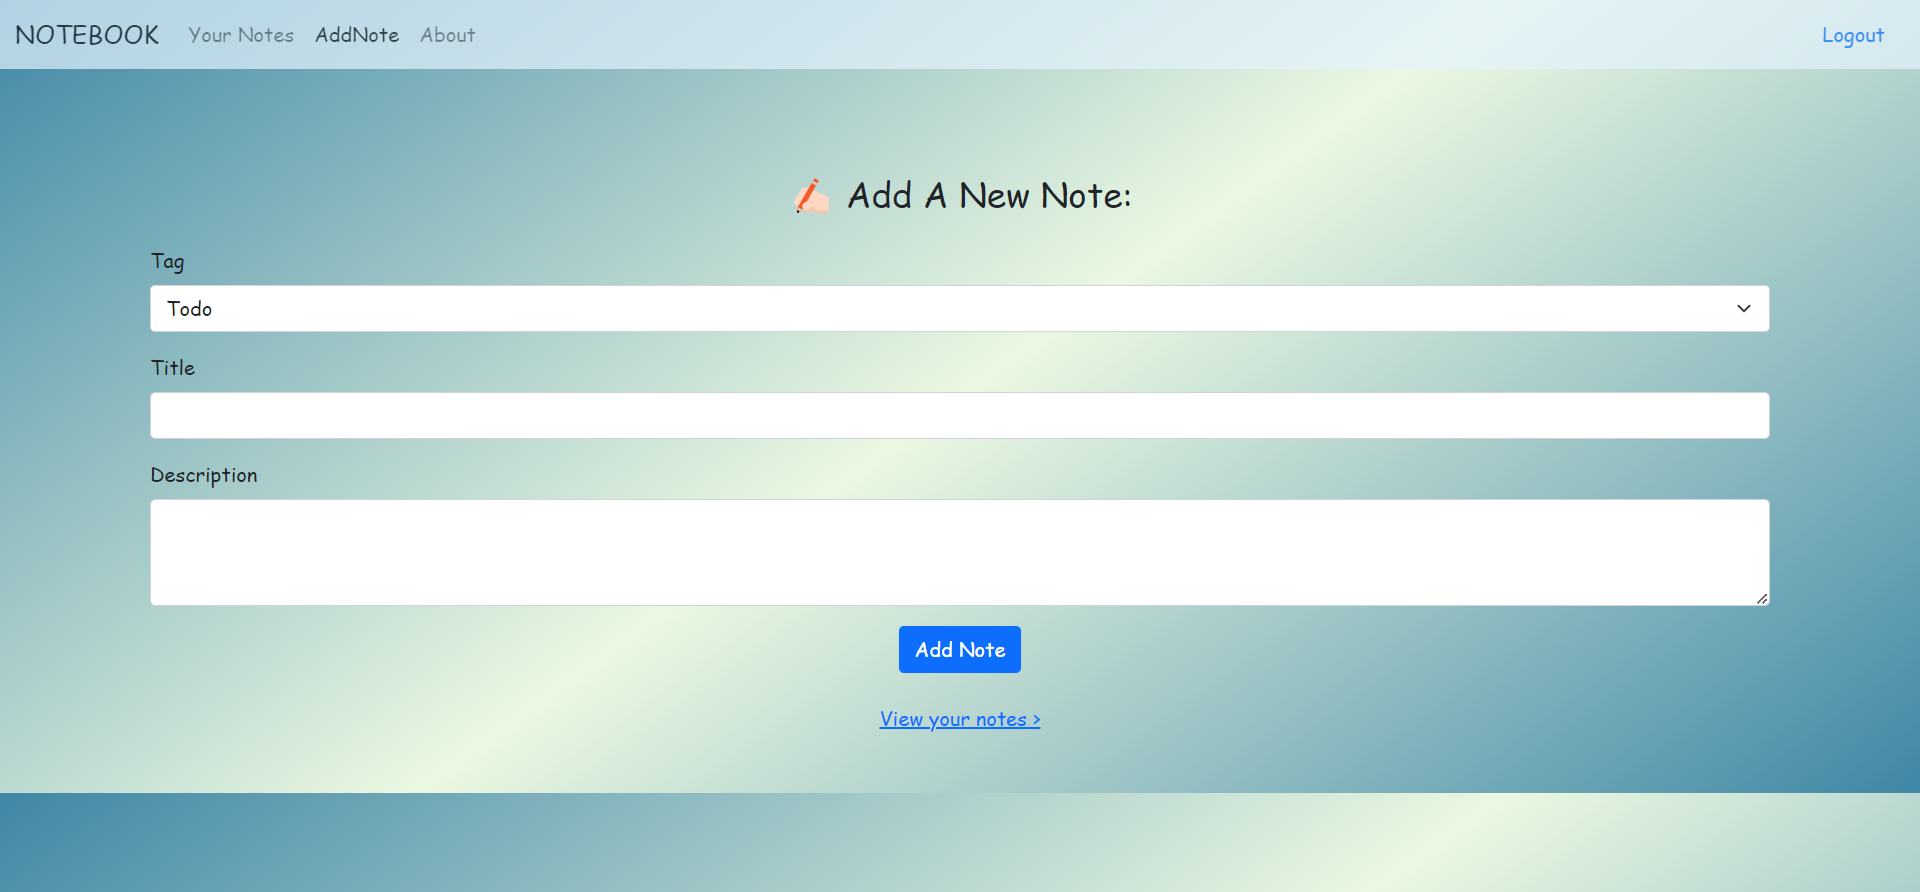 NOTEBOOK Your Notes AddNote About Logout
✍🏻 Add A New Note:
Tag
Todo
Title
Description
Add Note
View your notes >